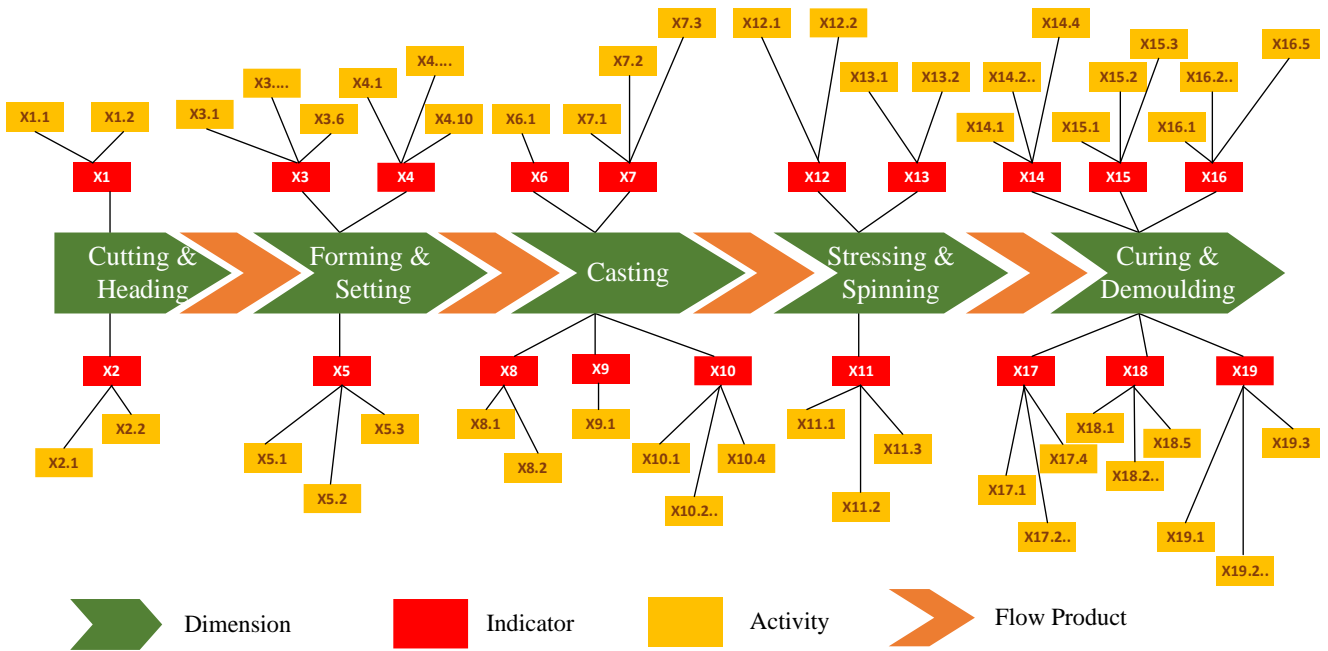 X7.3
X12.1
X12.2
X14.4
X15.3
X16.5
X7.2
X4....
X3....
X4.1
X13.1
X13.2
X14.2..
X15.2
X16.2..
X1.1
X1.2
X3.1
X3.6
X4.10
X6.1
X7.1
X14.1
X15.1
X16.1
X1
X3
X4
X6
X7
X12
X13
X14
X15
X16
Cutting &
Heading
Forming &
Setting
Casting
Stressing &
Spinning
Curing &
Demoulding
X2
X5
X8
X9
X10
X11
X17
X18
X19
X2.1
X2.2
X5.1
X5.2
X5.3
X8.1
X8.2
X9.1
X10.1
X10.2..
X10.4
X11.1
X11.2
X11.3
X17.1
X17.2..
X17.4
X18.1
X18.2..
X18.5
X19.1
X19.2..
X19.3
Dimension
Indicator
Activity
Flow Product